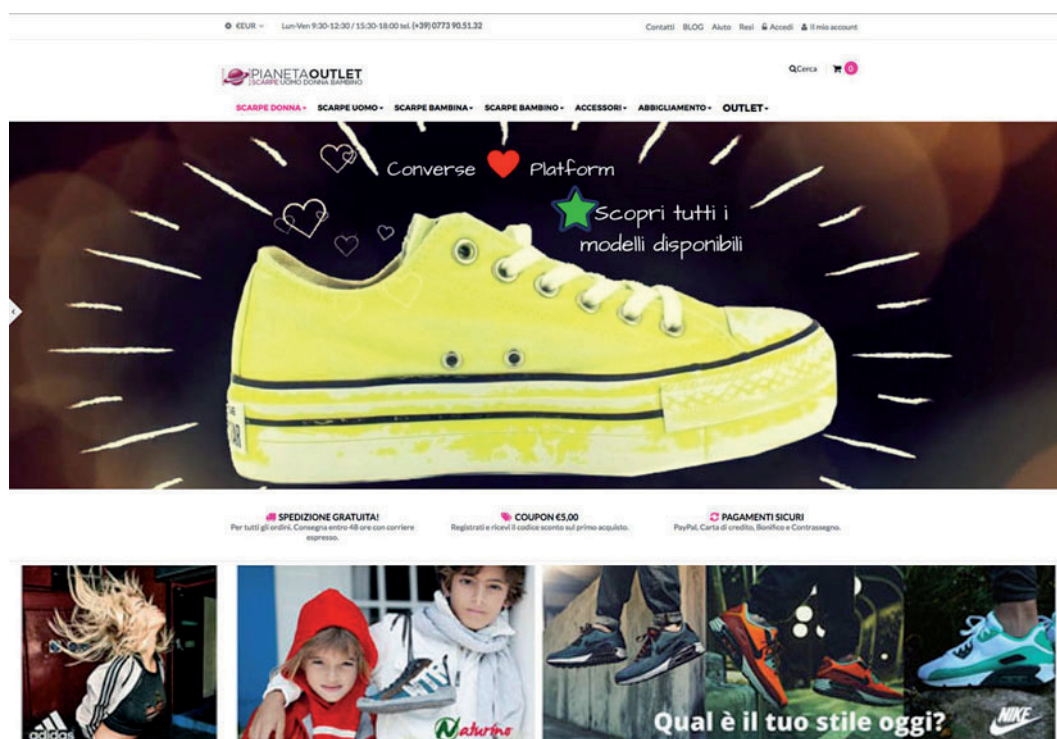 €EUR
Lun-Ven 9:30-12:30 / 15:30-18:00 tel. (+39) 0773 90.51.32
Contatti BLOG Aiuto Resi Accedi Il mio account
PIANETAOUTLET
SCARPE UOMO DONNA BAMBINO
Cerca 0
SCARPE DONNA SCARPE UOMO SCARPE BAMBINA SCARPE BAMBINO ACCESSORI ABBIGLIAMENTO OUTLET
Converse Platform
Scopri tutti i
modelli disponibili
SPEDIZIONE GRATUITA!
Per tutti gli ordini. Consegna entro 48 ore con corriere
espresso.
COUPON €5,00
Registrati e ricevi il codice sconto sul primo acquisto.
PAGAMENTI SICURI
PayPal, Carta di credito, Bonifico e Contrassegno.
adidas
Naturino
Qual è il tuo stile oggi?
NIKE